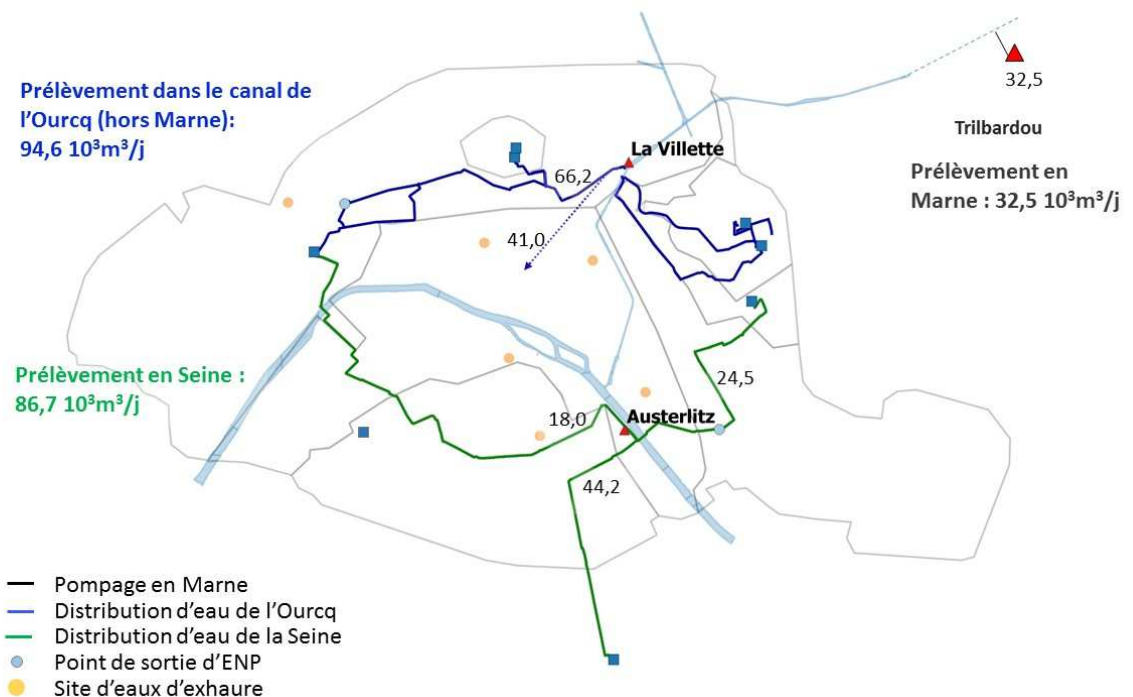 Prélèvement dans le canal de
l'Ourcq (hors Marne):
94,6 10³m³/j
32,5
Trilbardou
Prélèvement en
Marne : 32,5 10³m³/j
La Villette
66,2
41,0
Prélèvement en Seine :
86,7 10³m³/j
24,5
18,0
Austerlitz
44,2
Pompage en Marne
Distribution d'eau de l'Ourcq
Distribution d'eau de la Seine
Point de sortie d'ENP
Site d'eaux d'exhaure